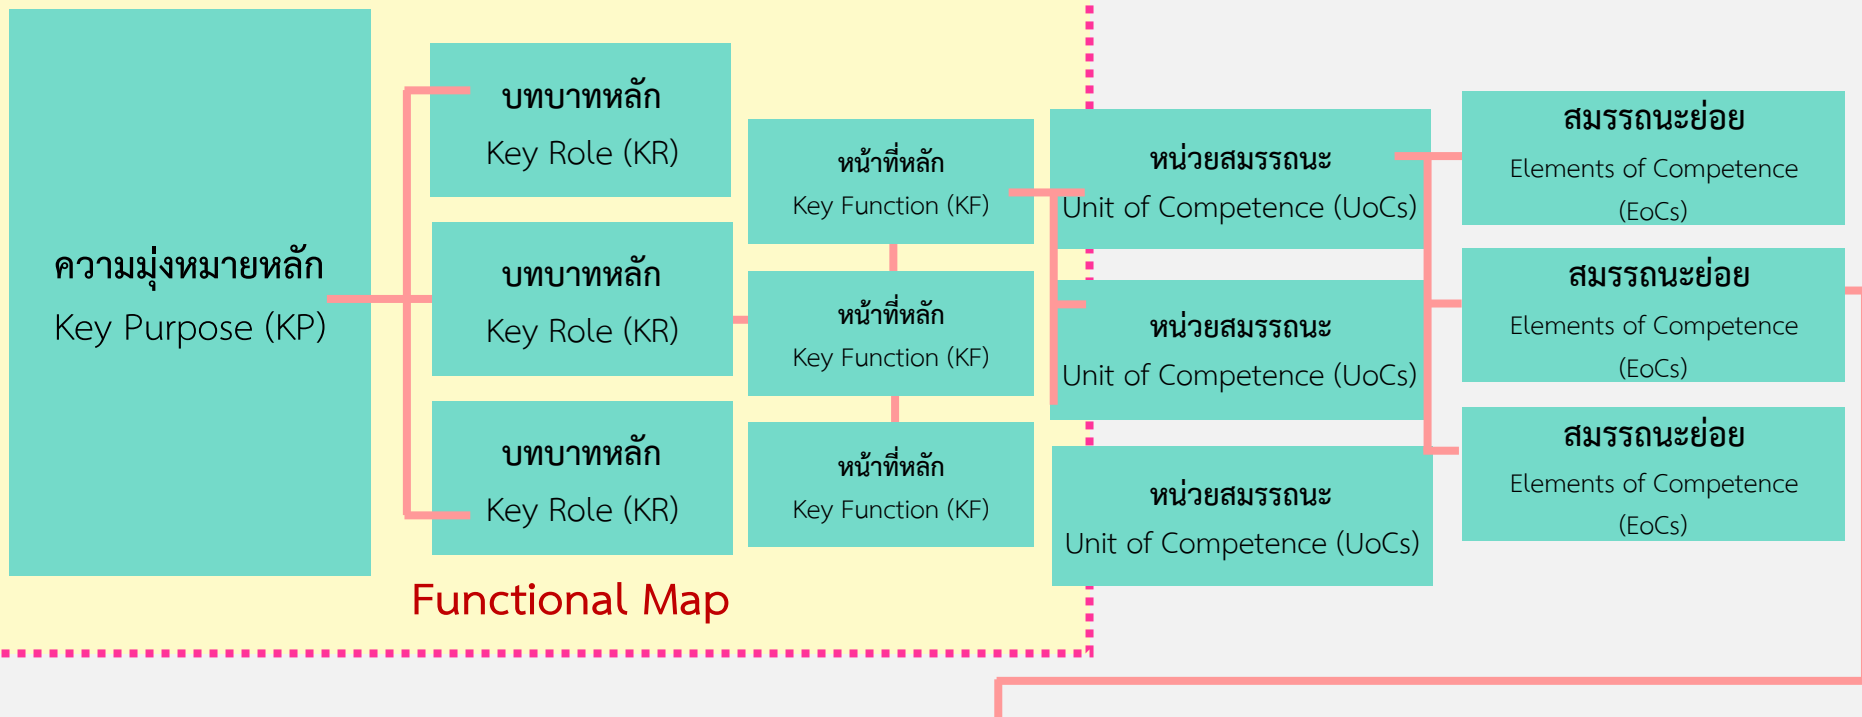 ความมุ่งหมายหลัก
Key Purpose (KP)
บทบาทหลัก
Key Role (KR)
บทบาทหลัก
Key Role (KR)
บทบาทหลัก
Key Role (KR)
หน้าที่หลัก
Key Function (KF)
หน้าที่หลัก
Key Function (KF)
หน้าที่หลัก
Key Function (KF)
หน่วยสมรรถนะ
Unit of Competence (UoCs)
หน่วยสมรรถนะ
Unit of Competence (UoCs)
หน่วยสมรรถนะ
Unit of Competence (UoCs)
สมรรถนะย่อย
Elements of Competence
(EoCs)
สมรรถนะย่อย
Elements of Competence
(EoCs)
สมรรถนะย่อย
Elements of Competence
(EoCs)
Functional Map